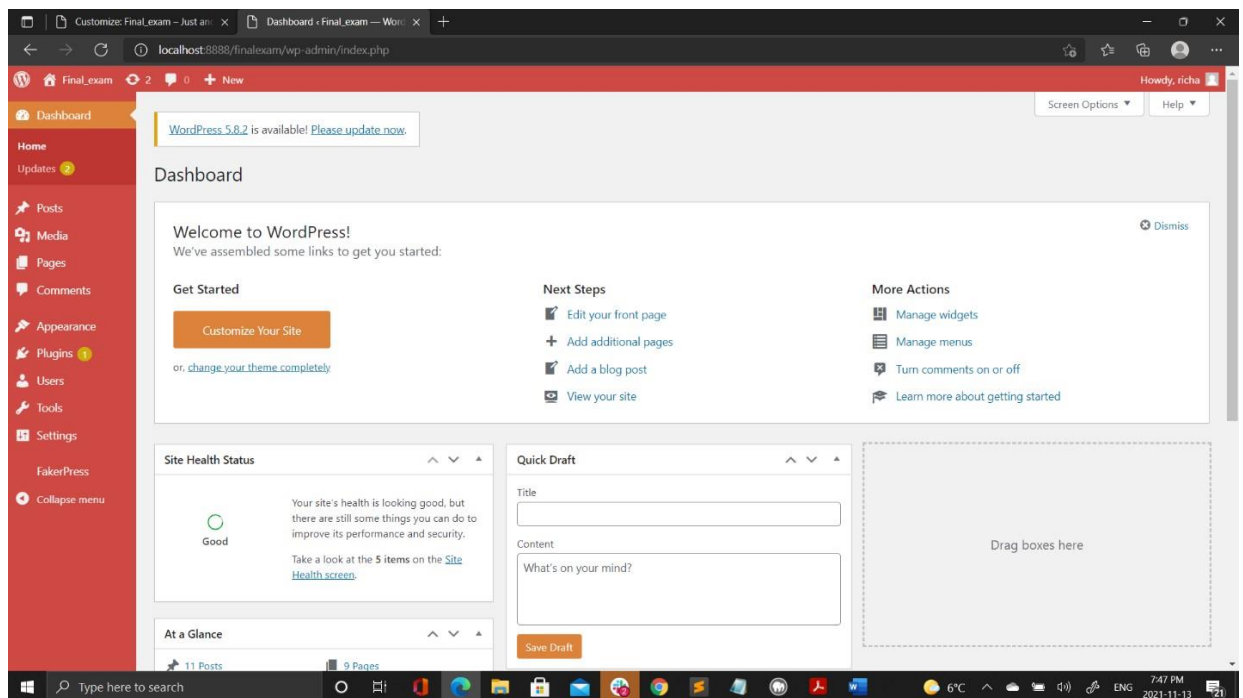 Customize: Final_exam – Just an
Dashboard ‹ Final_exam — Wor
localhost:8888/finalexam/wp-admin/index.php
Final_exam 2 0 + New
Howdy, richa
Dashboard
Home
Updates 2
Posts
Media
Pages
Comments
Appearance
Plugins 1
Users
Tools
Settings
FakerPress
Collapse menu
Screen Options ▼
Help ▼
WordPress 5.8.2 is available! Please update now.
Dashboard
Welcome to WordPress!
We've assembled some links to get you started:
Dismiss
Get Started
Customize Your Site
or, change your theme completely
Next Steps
Edit your front page
Add additional pages
Add a blog post
View your site
More Actions
Manage widgets
Manage menus
Turn comments on or off
Learn more about getting started
Site Health Status
Good
Your site's health is looking good, but
there are still some things you can do to
improve its performance and security.
Take a look at the 5 items on the Site
Health screen.
At a Glance
11 Posts
9 Pages
Quick Draft
Title
Content
What's on your mind?
Save Draft
Drag boxes here
Type here to search
6°C
ENG
7:47 PM
2021-11-13
21